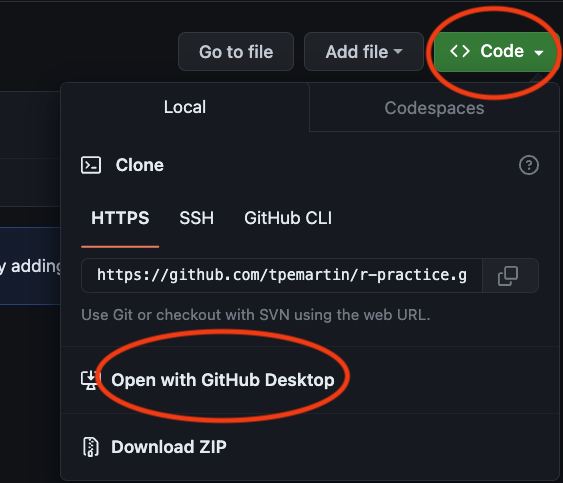 Go to file
Add file
<> Code
Local
Codespaces
Clone
HTTPS
SSH
GitHub CLI
y adding
https://github.com/tpemartin/r-practice.g
Use Git or checkout with SVN using the web URL.
Open with GitHub Desktop
Download ZIP